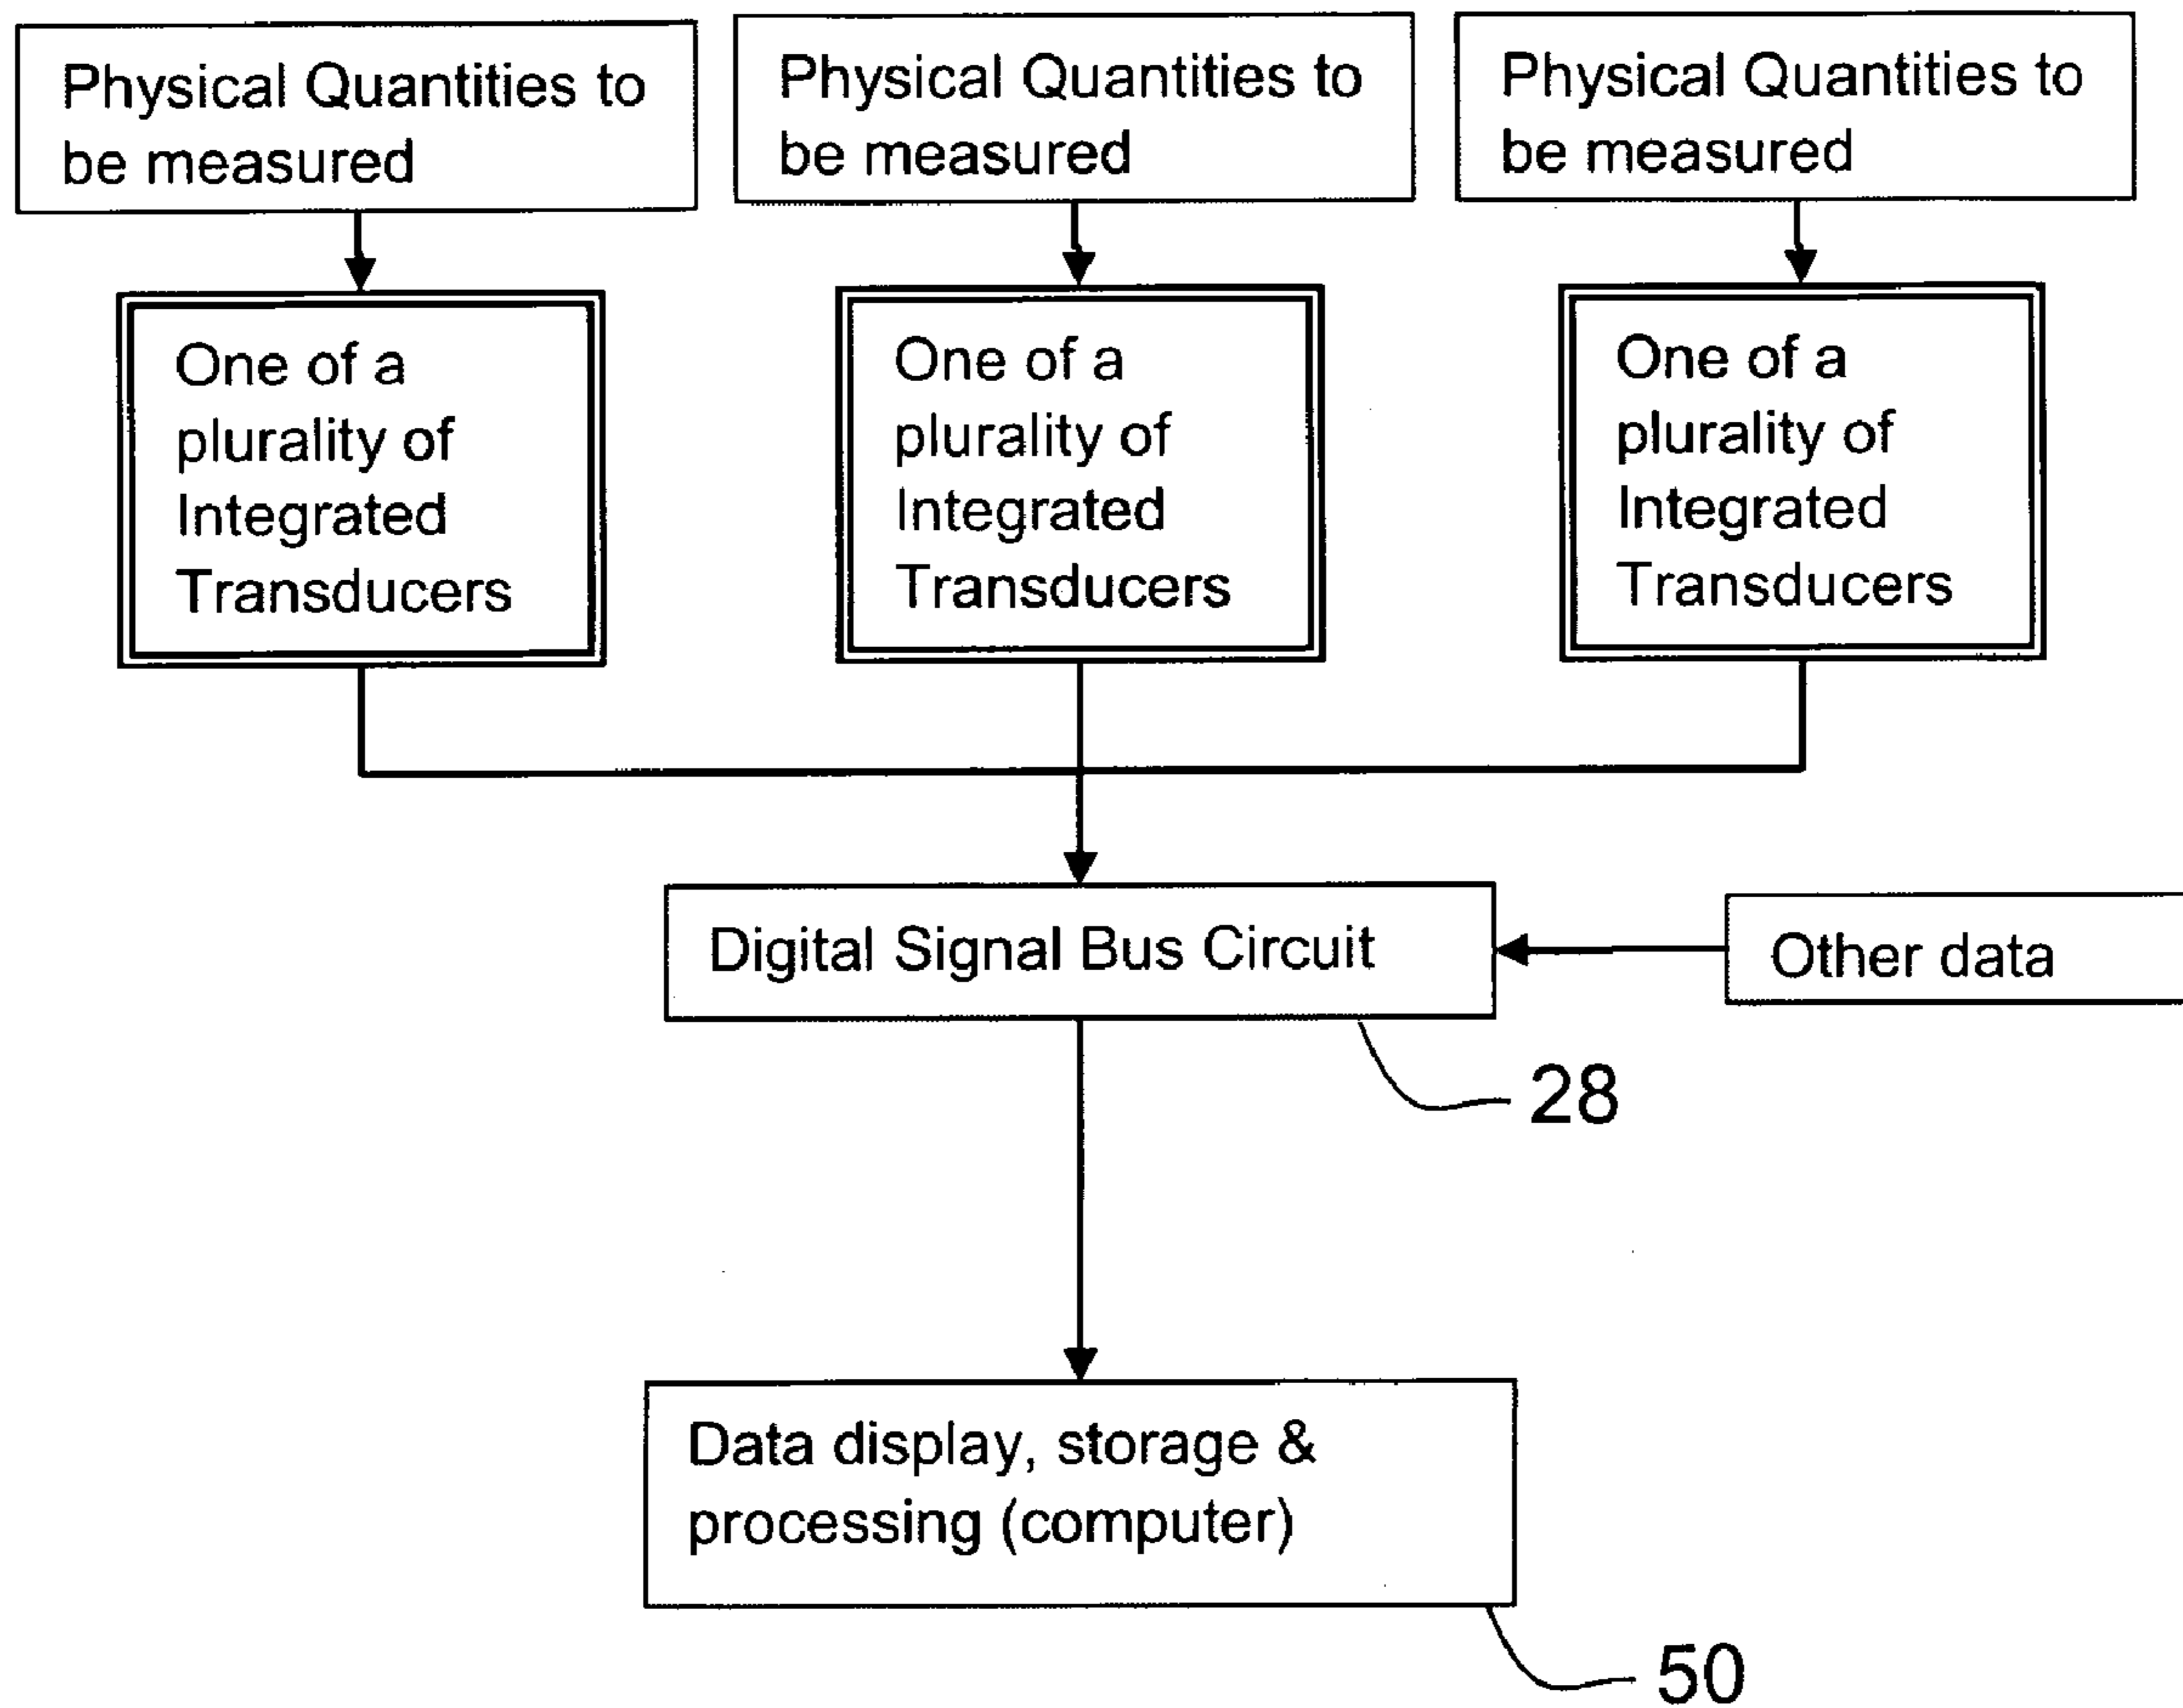 Physical Quantities to
be measured
Physical Quantities to
be measured
Physical Quantities to
be measured
One of a
plurality of
Integrated
Transducers
One of a
plurality of
Integrated
Transducers
One of a
plurality of
Integrated
Transducers
Digital Signal Bus Circuit
Other data
28
Data display, storage &
processing (computer)
50